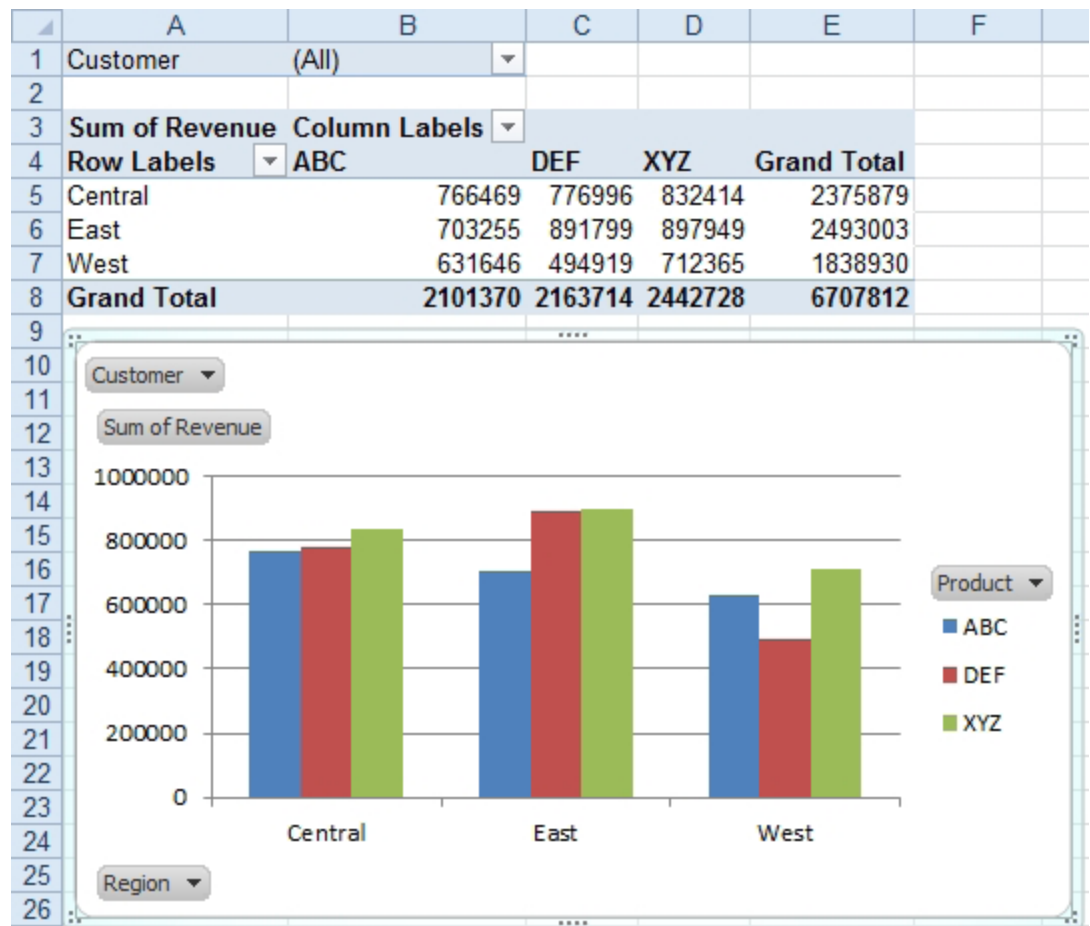 A B C D E F
1 Customer (All)
2
3 Sum of Revenue Column Labels
4 Row Labels ABC DEF XYZ Grand Total
5 Central 766469 776996 832414 2375879
6 East 703255 891799 897949 2493003
7 West 631646 494919 712365 1838930
8 Grand Total 2101370 2163714 2442728 6707812
9
10 Customer
11
12 Sum of Revenue
13 1000000
14
15 800000
16
17 600000 Product
18 ABC
19 400000 DEF
20 XYZ
21 200000
22
23 0
24 Central East West
25 Region
26